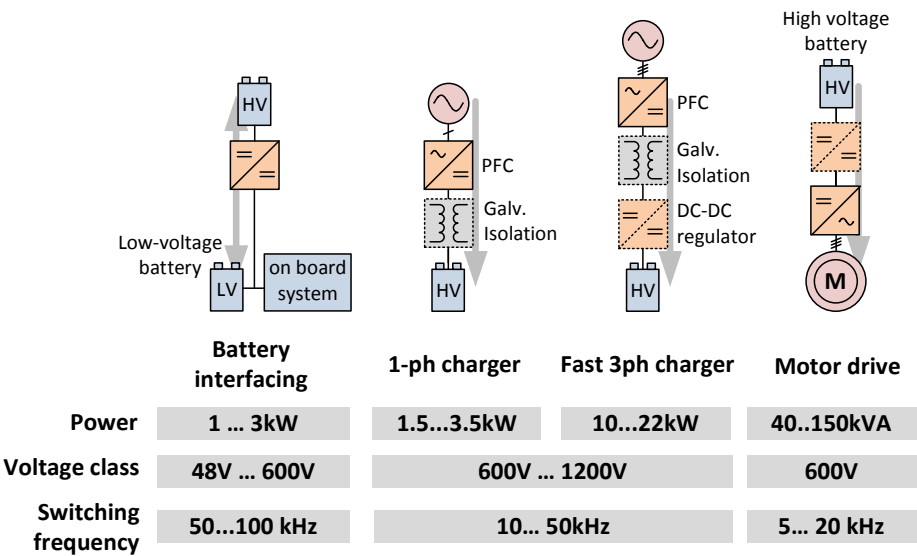 High voltage
battery
HV
HV
PFC
Galv.
Isolation
DC-DC
regulator
HV
PFC
Galv.
Isolation
HV
Low-voltage
battery
LV
on board
system
M
Battery
interfacing
1-ph charger
Fast 3ph charger
Motor drive
Power
1 ... 3kW
1.5...3.5kW
10...22kW
40..150kVA
Voltage class
48V ... 600V
600V ... 1200V
600V
Switching
frequency
50...100 kHz
10... 50kHz
5... 20 kHz